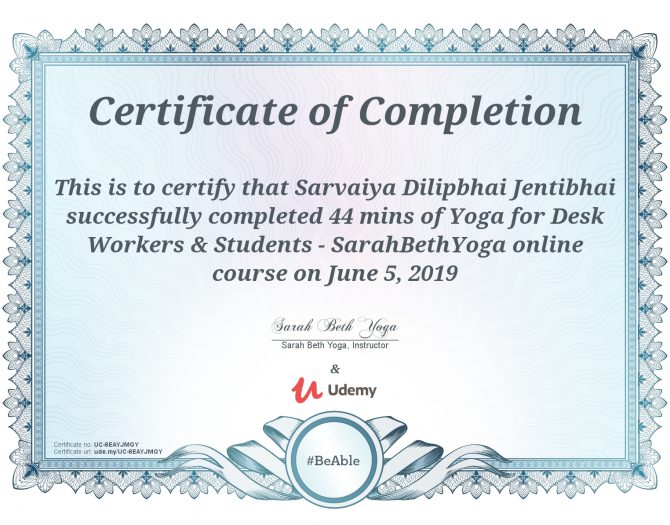 Certificate of Completion
This is to certify that Sarvaiya Dilipbhai Jentibhai
successfully completed 44 mins of Yoga for Desk
Workers & Students - SarahBethYoga online
course on June 5, 2019
Sarah Beth Yoga
Sarah Beth Yoga, Instructor
&
Udemy
Certificate no: UC-8EAYJMGY
Certificate url: ude.my/UC-8EAYJMGY
#BeAble